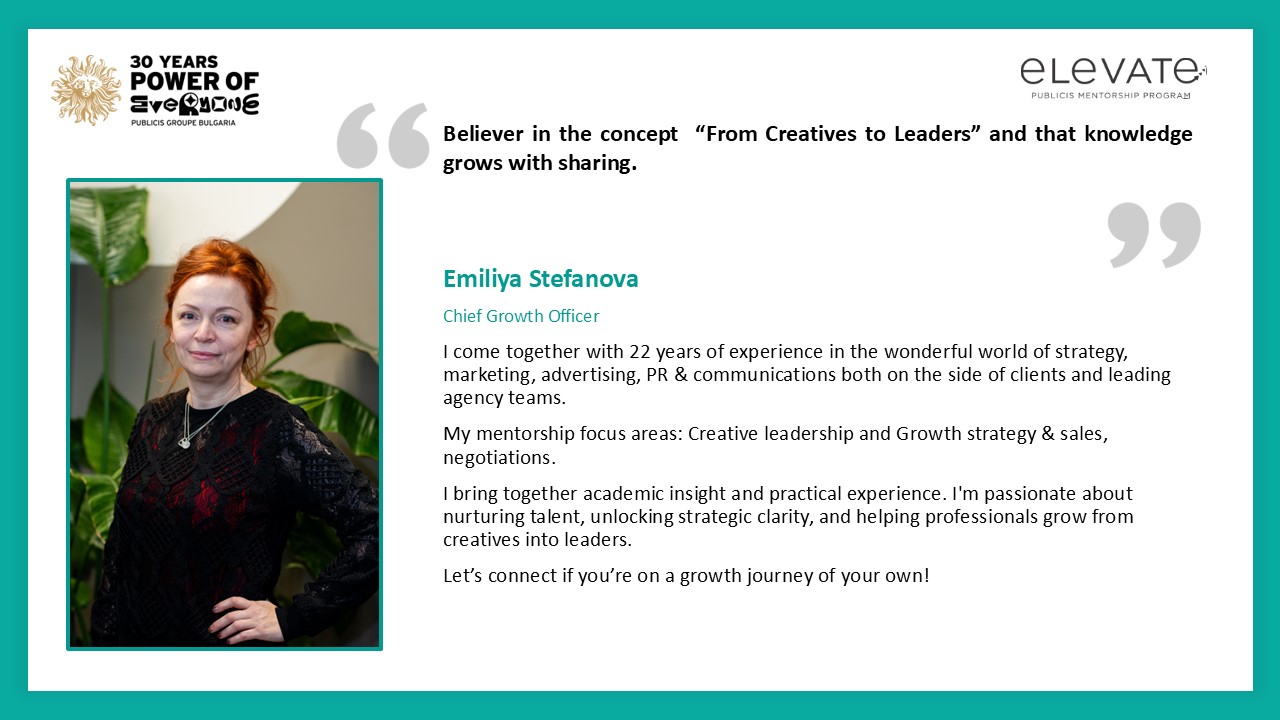 30 YEARS
POWER OF
EVERYONE
PUBLICIS GROUPE BULGARIA
eLeVATe
PUBLICIS MENTORSHIP PROGRAM
“
Believer in the concept “From Creatives to Leaders” and that knowledge
grows with sharing.
”
Emiliya Stefanova
Chief Growth Officer
I come together with 22 years of experience in the wonderful world of strategy,
marketing, advertising, PR & communications both on the side of clients and leading
agency teams.
My mentorship focus areas: Creative leadership and Growth strategy & sales,
negotiations.
I bring together academic insight and practical experience. I'm passionate about
nurturing talent, unlocking strategic clarity, and helping professionals grow from
creatives into leaders.
Let’s connect if you’re on a growth journey of your own!